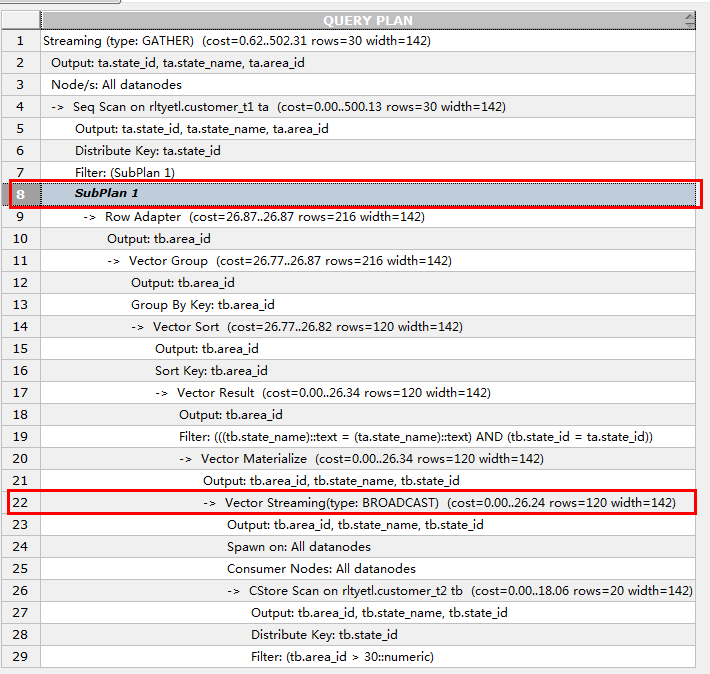 QUERY PLAN
1 Streaming (type: GATHER) (cost=0.62..502.31 rows=30 width=142)
2 Output: ta.state_id, ta.state_name, ta.area_id
3 Node/s: All datanodes
4 -> Seq Scan on rltyetl.customer_t1 ta (cost=0.00..500.13 rows=30 width=142)
5 Output: ta.state_id, ta.state_name, ta.area_id
6 Distribute Key: ta.state_id
7 Filter: (SubPlan 1)
8 SubPlan 1
9 -> Row Adapter (cost=26.87..26.87 rows=216 width=142)
10 Output: tb.area_id
11 -> Vector Group (cost=26.77..26.87 rows=216 width=142)
12 Output: tb.area_id
13 Group By Key: tb.area_id
14 -> Vector Sort (cost=26.77..26.82 rows=120 width=142)
15 Output: tb.area_id
16 Sort Key: tb.area_id
17 -> Vector Result (cost=0.00..26.34 rows=120 width=142)
18 Output: tb.area_id
19 Filter: (((tb.state_name)::text = (ta.state_name)::text) AND (tb.state_id = ta.state_id))
20 -> Vector Materialize (cost=0.00..26.34 rows=120 width=142)
21 Output: tb.area_id, tb.state_name, tb.state_id
22 -> Vector Streaming(type: BROADCAST) (cost=0.00..26.24 rows=120 width=142)
23 Output: tb.area_id, tb.state_name, tb.state_id
24 Spawn on: All datanodes
25 Consumer Nodes: All datanodes
26 -> CStore Scan on rltyetl.customer_t2 tb (cost=0.00..18.06 rows=20 width=142)
27 Output: tb.area_id, tb.state_name, tb.state_id
28 Distribute Key: tb.state_id
29 Filter: (tb.area_id > 30::numeric)